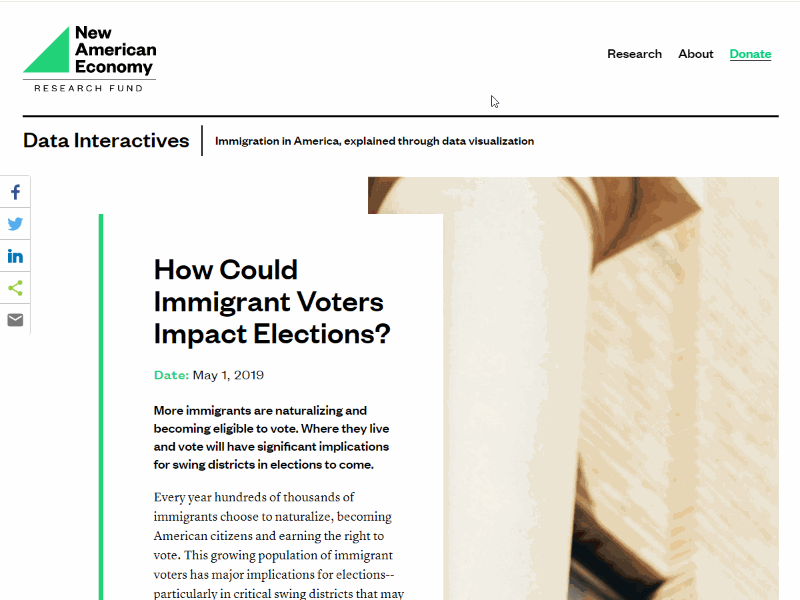 New
American
Economy
RESEARCH FUND
Research About Donate
Data Interactives
Immigration in America, explained through data visualization
How Could
Immigrant Voters
Impact Elections?
Date: May 1, 2019
More immigrants are naturalizing and
becoming eligible to vote. Where they live
and vote will have significant implications
for swing districts in elections to come.
Every year hundreds of thousands of
immigrants choose to naturalize, becoming
American citizens and earning the right to
vote. This growing population of immigrant
voters has major implications for elections--
particularly in critical swing districts that may